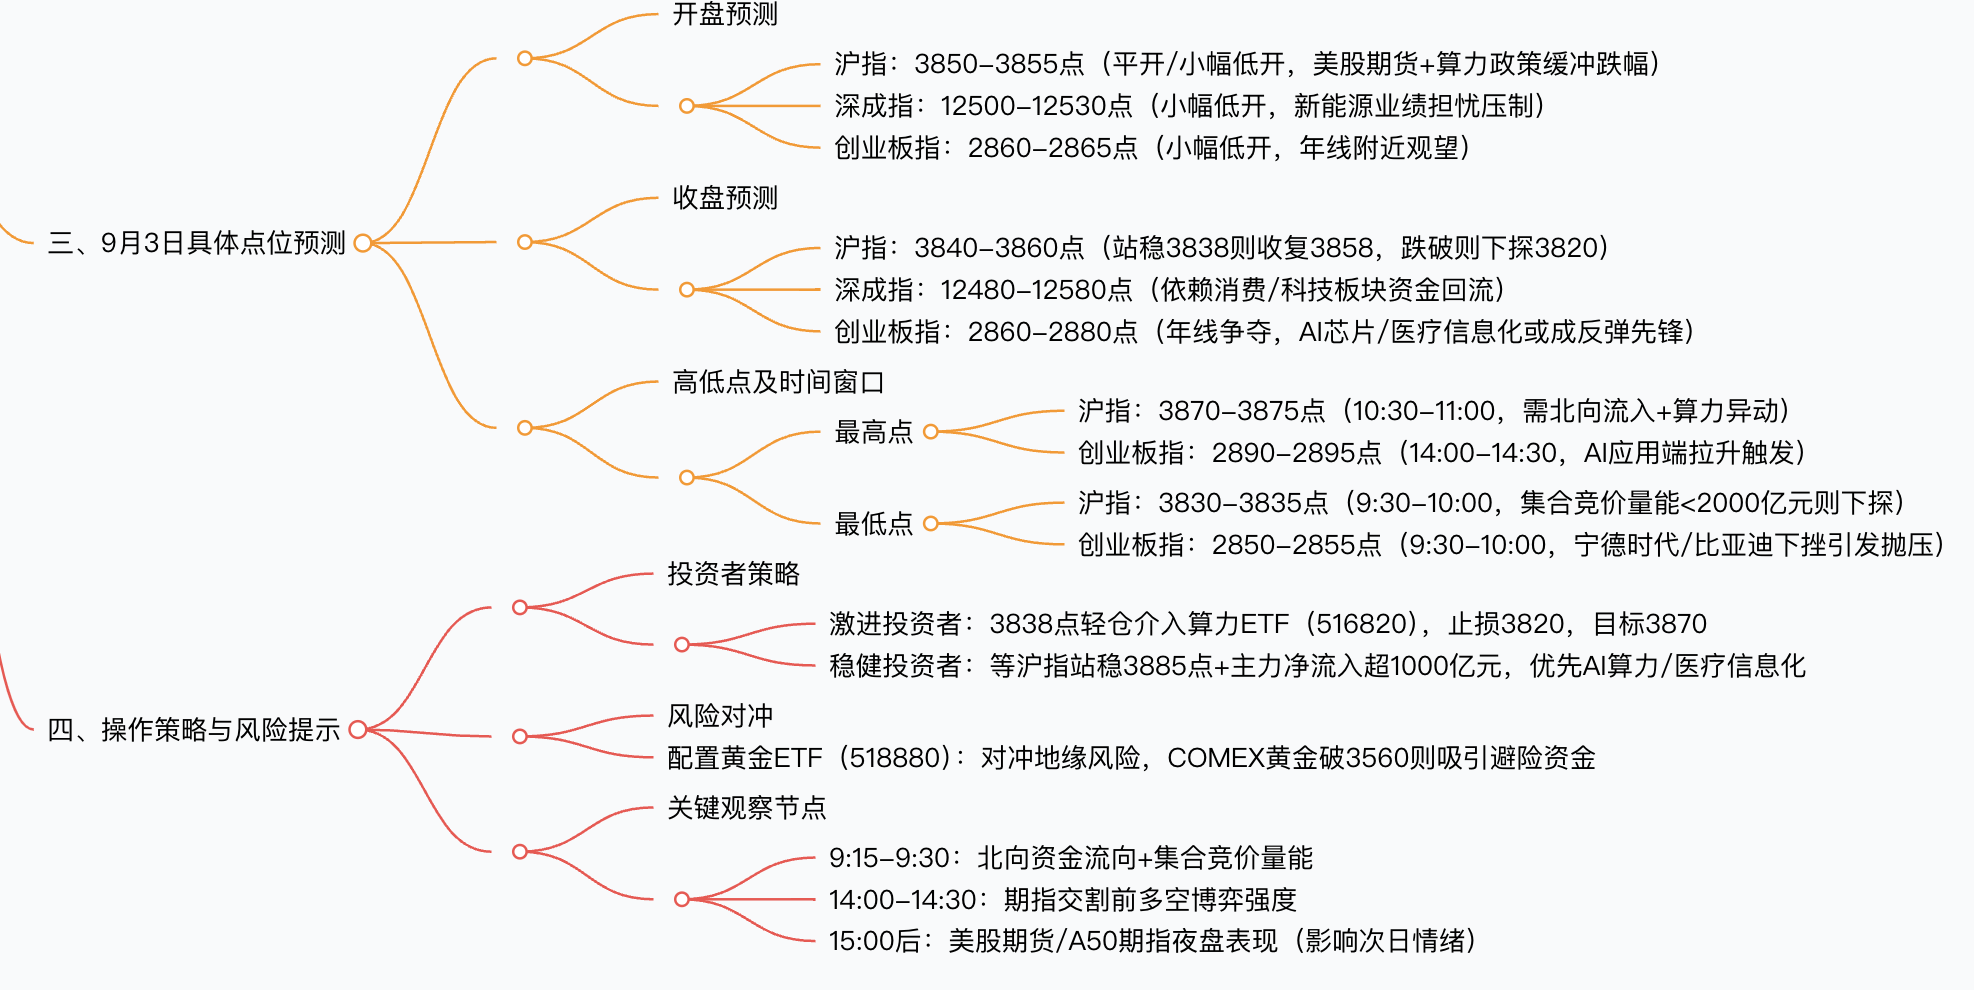 三、9月3日具体点位预测
开盘预测
沪指：3850-3855点（平开/小幅低开，美股期货+算力政策缓冲跌幅）
深成指：12500-12530点（小幅低开，新能源业绩担忧压制）
创业板指：2860-2865点（小幅低开，年线附近观望）
收盘预测
沪指：3840-3860点（站稳3838则收复3858，跌破则下探3820）
深成指：12480-12580点（依赖消费/科技板块资金回流）
创业板指：2860-2880点（年线争夺，AI芯片/医疗信息化或成反弹先锋）
高低点及时间窗口
最高点
沪指：3870-3875点（10:30-11:00，需北向流入+算力异动）
创业板指：2890-2895点（14:00-14:30，AI应用端拉升触发）
最低点
沪指：3830-3835点（9:30-10:00，集合竞价量能<2000亿元则下探）
创业板指：2850-2855点（9:30-10:00，宁德时代/比亚迪下挫引发抛压）
四、操作策略与风险提示
投资者策略
激进投资者：3838点轻仓介入算力ETF（516820），止损3820，目标3870
稳健投资者：等沪指站稳3885点+主力净流入超1000亿元，优先AI算力/医疗信息化
风险对冲
配置黄金ETF（518880）：对冲地缘风险，COMEX黄金破3560则吸引避险资金
关键观察节点
9:15-9:30：北向资金流向+集合竞价量能
14:00-14:30：期指交割前多空博弈强度
15:00后：美股期货/A50期指夜盘表现（影响次日情绪）